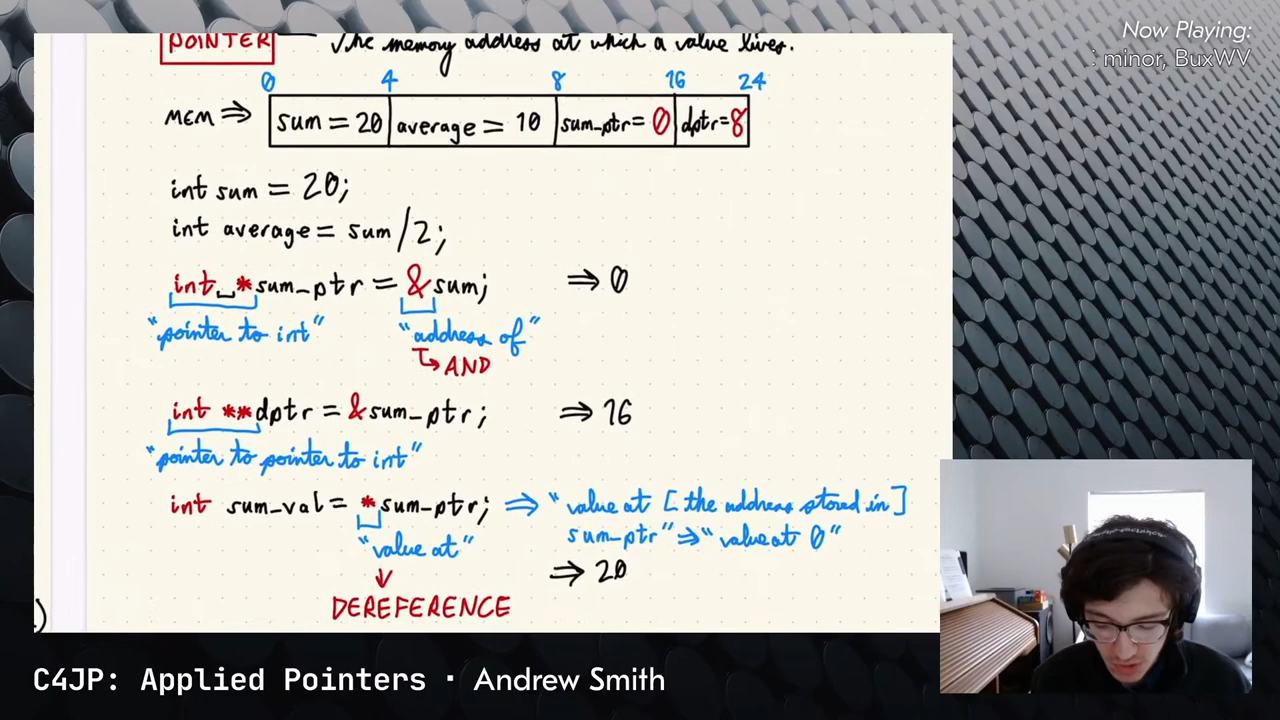 Now Playing:
: minor, BuxWV
POINTER — The memory address at which a value lives.
0 4 8 16 24
MEM ⇒ sum = 20 average = 10 sum_ptr = 0 dptr = 8
int sum = 20;
int average = sum/2;
int *sum_ptr = &sum; ⇒ 0
"pointer to int" "address of"
↳ AND
int **dptr = &sum_ptr; ⇒ 16
"pointer to pointer to int"
int sum_val = *sum_ptr; ⇒ "value at [the address stored in]
sum_ptr" ⇒ "value at 0"
"value at"
⇒ 20
DEREFERENCE
)
C4JP: Applied Pointers · Andrew Smith